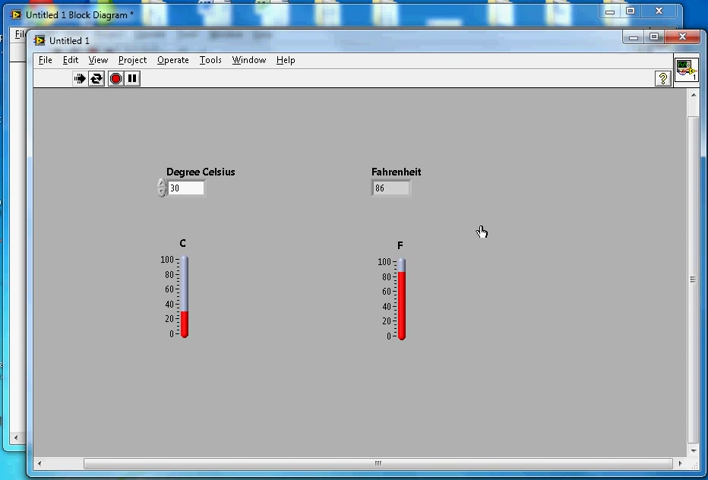 Untitled 1 Block Diagram *
Untitled 1
File Edit View Project Operate Tools Window Help
?
1
Degree Celsius
30
Fahrenheit
86
C
100
80
60
40
20
0
F
100
80
60
40
20
0